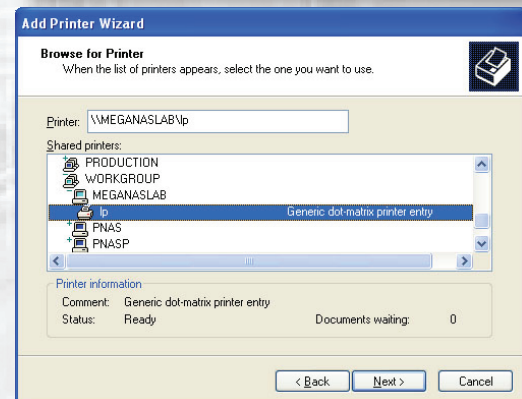 Add Printer Wizard
Browse for Printer
When the list of printers appears, select the one you want to use.
Printer: \\MEGANASLAB\lp
Shared printers:
PRODUCTION
WORKGROUP
MEGANASLAB
lp Generic dot-matrix printer entry
PNAS
PNASP
Printer information
Comment: Generic dot-matrix printer entry
Status: Ready Documents waiting: 0
< Back Next > Cancel